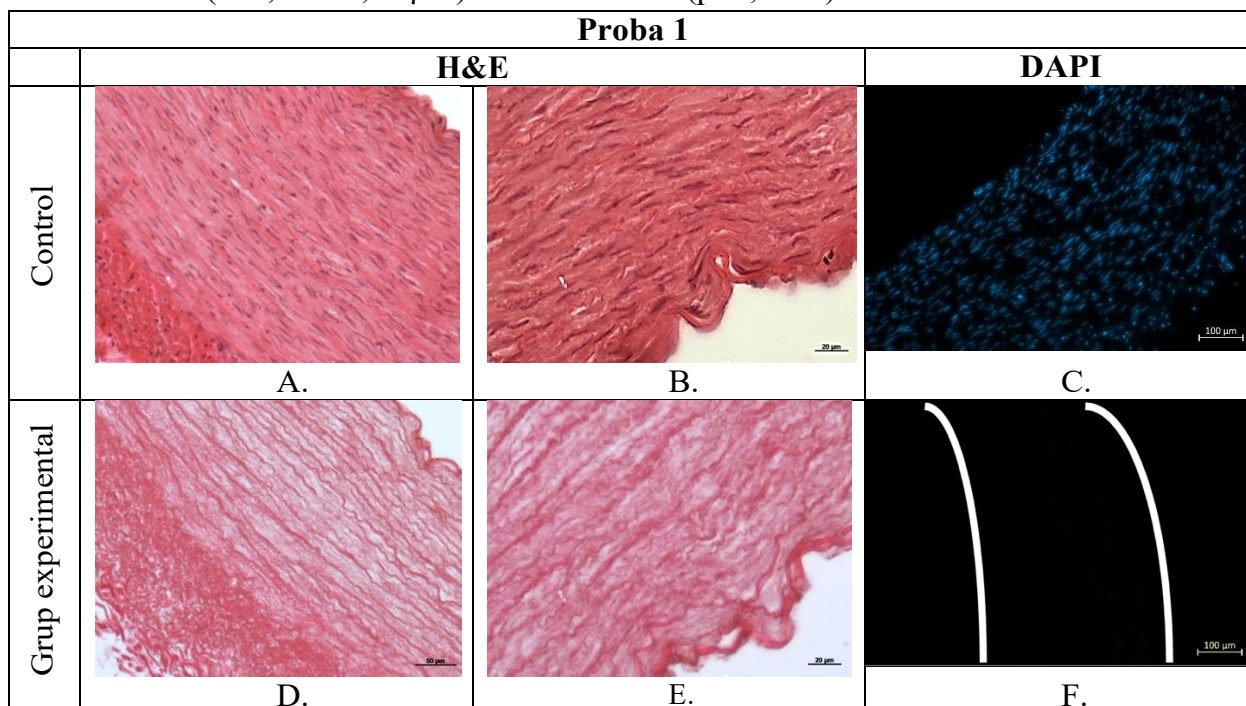 Proba 1
H&E
DAPI
Control
20 µm
100 µm
A.
B.
C.
Grup experimental
50 µm
20 µm
100 µm
D.
E.
F.